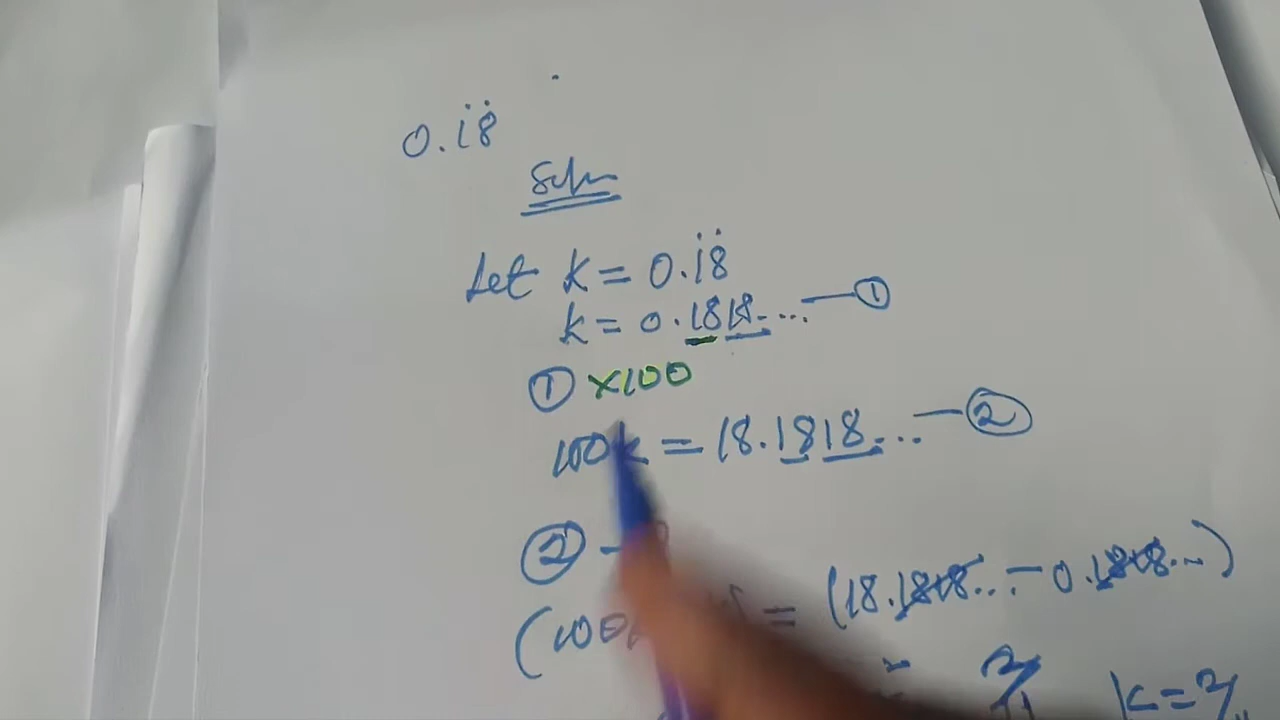 0.1̇8̇
Soln
Let k = 0.1̇8̇
k = 0.1818.... — ①
① ×100
100k = 18.1818... — ②
② -
(100 = (18.1818... - 0.1818...)
k = 2/11